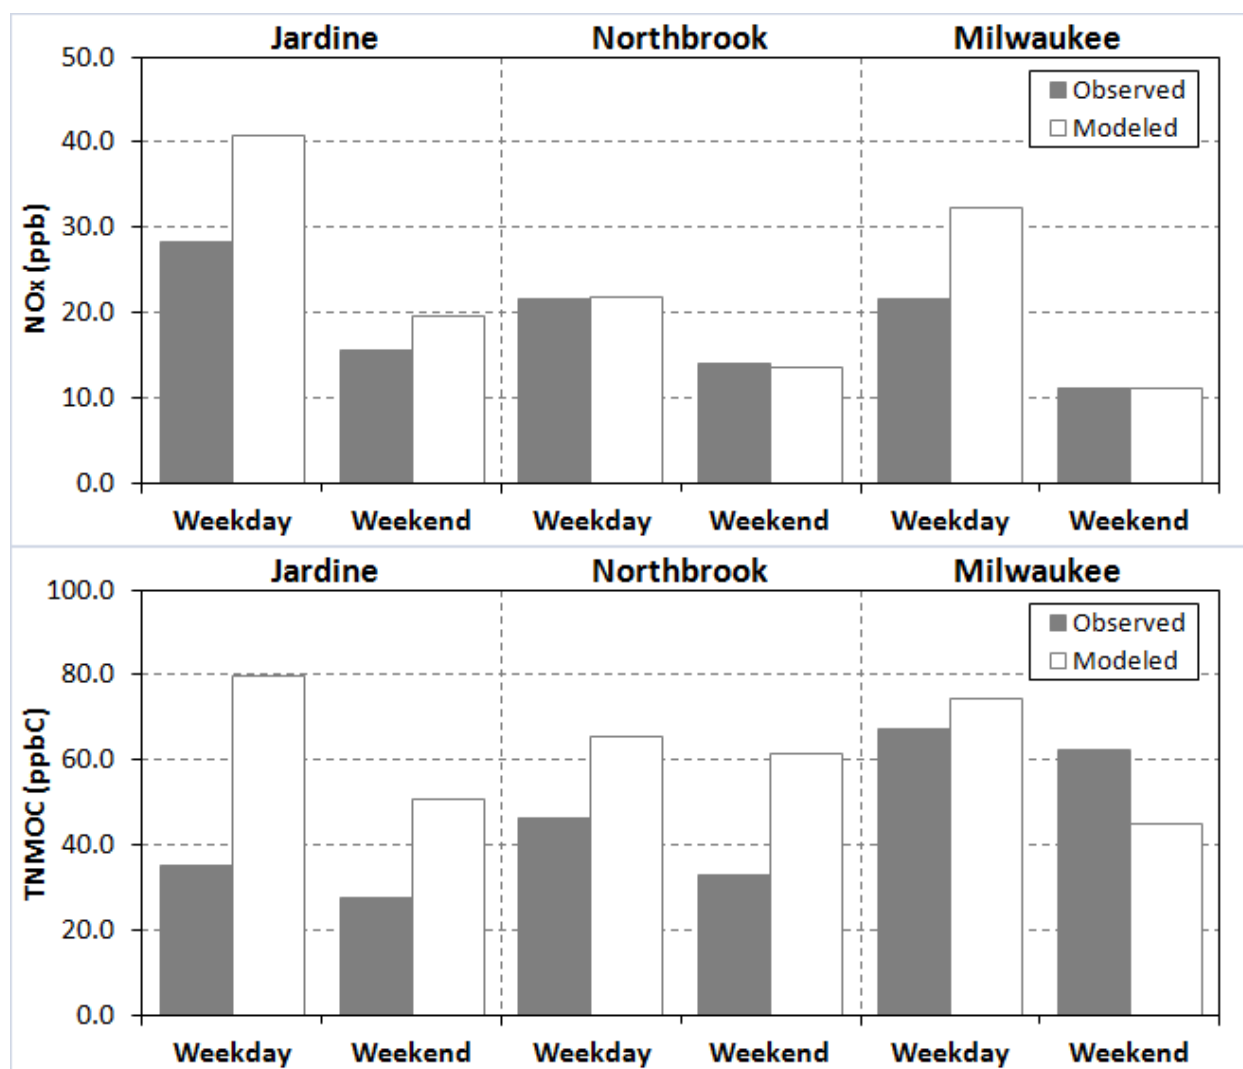 Jardine Northbrook Milwaukee
50.0
40.0
30.0
20.0
10.0
0.0
NOx (ppb)
Observed
Modeled
Weekday Weekend Weekday Weekend Weekday Weekend
Jardine Northbrook Milwaukee
100.0
80.0
60.0
40.0
20.0
0.0
TNMOC (ppbC)
Observed
Modeled
Weekday Weekend Weekday Weekend Weekday Weekend